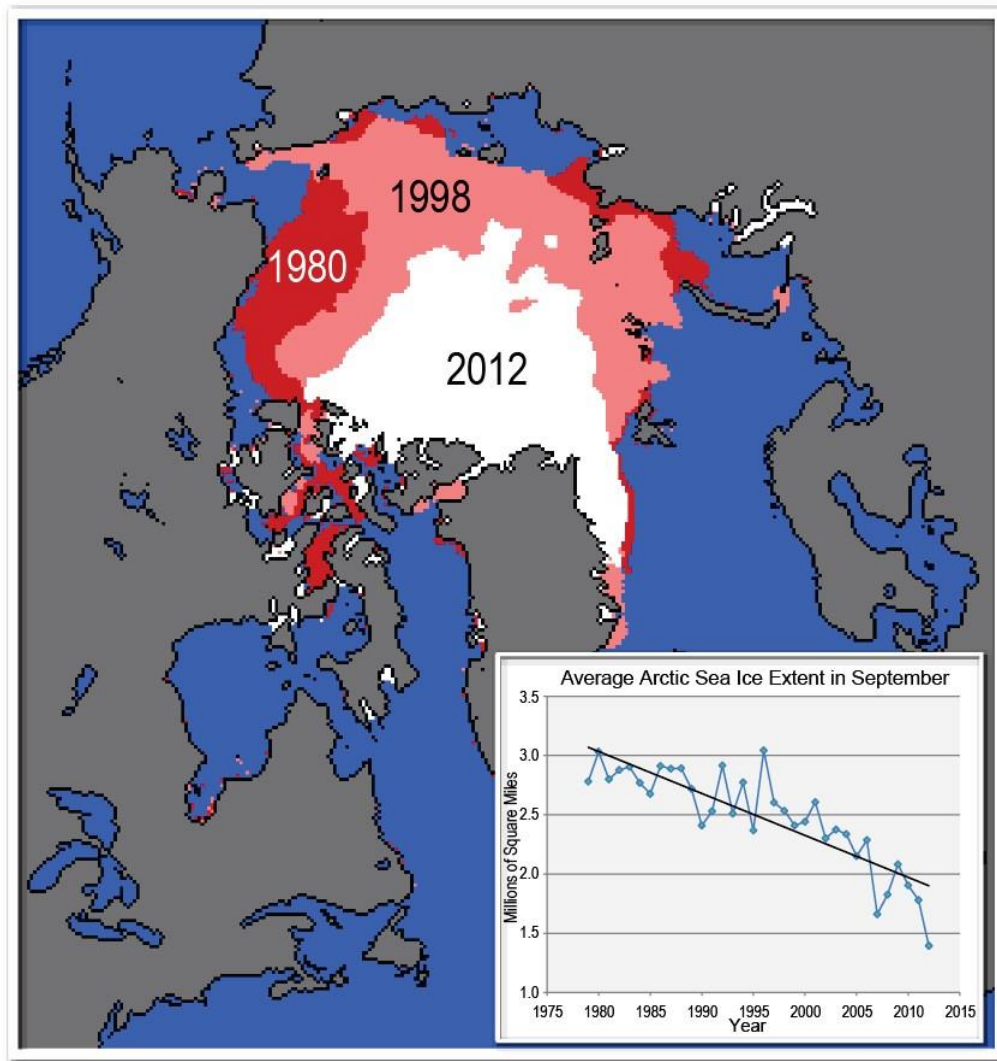 1998
1980
2012
Average Arctic Sea Ice Extent in September
Millions of Square Miles
3.5
3.0
2.5
2.0
1.5
1.0
1975 1980 1985 1990 1995 2000 2005 2010 2015
Year